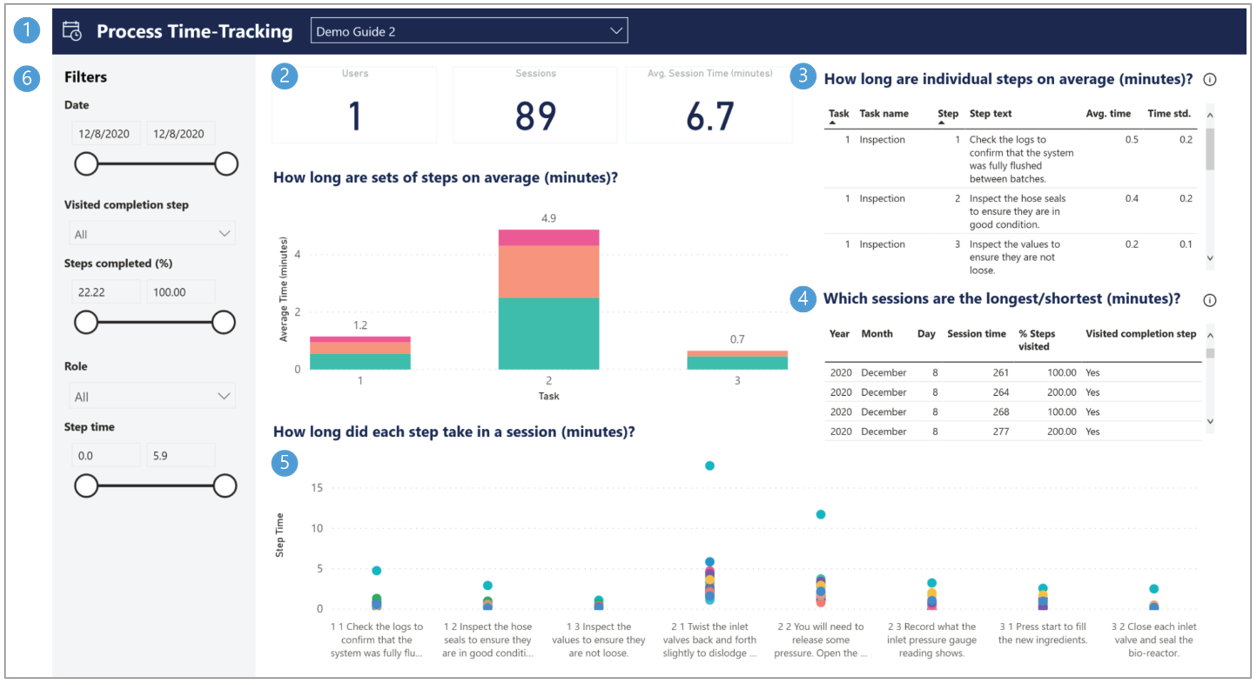 1
Process Time-Tracking
Demo Guide 2
6
Filters
Date
12/8/2020
12/8/2020
Visited completion step
All
Steps completed (%)
22.22
100.00
Role
All
Step time
0.0
5.9
2
Users
1
Sessions
89
Avg. Session Time (minutes)
6.7
How long are sets of steps on average (minutes)?
Average Time (minutes)
4
2
0
1.2
4.9
0.7
1
2
3
Task
3
How long are individual steps on average (minutes)?
Task Task name Step Step text Avg. time Time std.
1 Inspection 1 Check the logs to 0.5 0.2
confirm that the system
was fully flushed
between batches.
1 Inspection 2 Inspect the hose seals 0.4 0.2
to ensure they are in
good condition.
1 Inspection 3 Inspect the values to 0.2 0.1
ensure they are not
loose.
4
Which sessions are the longest/shortest (minutes)?
Year Month Day Session time % Steps Visited completion step
visited
2020 December 8 261 100.00 Yes
2020 December 8 264 200.00 Yes
2020 December 8 268 100.00 Yes
2020 December 8 277 200.00 Yes
How long did each step take in a session (minutes)?
5
Step Time
15
10
5
0
1 1 Check the logs to
confirm that the
system was fully flu...
1 2 Inspect the hose
seals to ensure they
are in good conditi...
1 3 Inspect the
values to ensure they
are not loose.
2 1 Twist the inlet
valves back and forth
slightly to dislodge ...
2 2 You will need to
release some
pressure. Open the ...
2 3 Record what the
inlet pressure gauge
reading shows.
3 1 Press start to fill
the new ingredients.
3 2 Close each inlet
valve and seal the
bio-reactor.